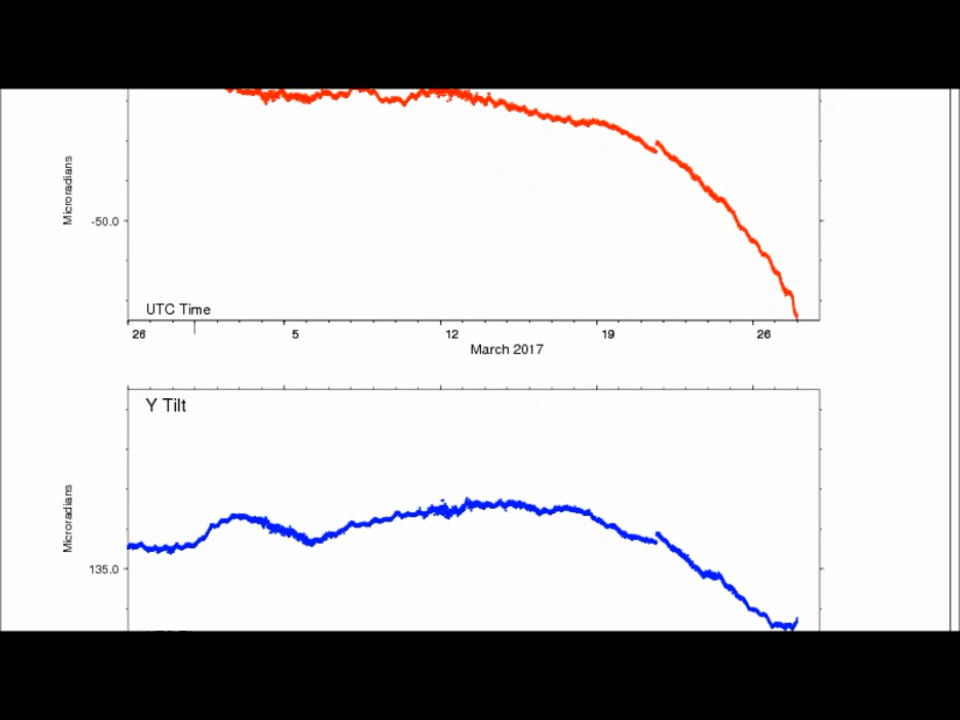 Microradians
-50.0
UTC Time
26 5 12 19 26
March 2017
Y Tilt
Microradians
135.0